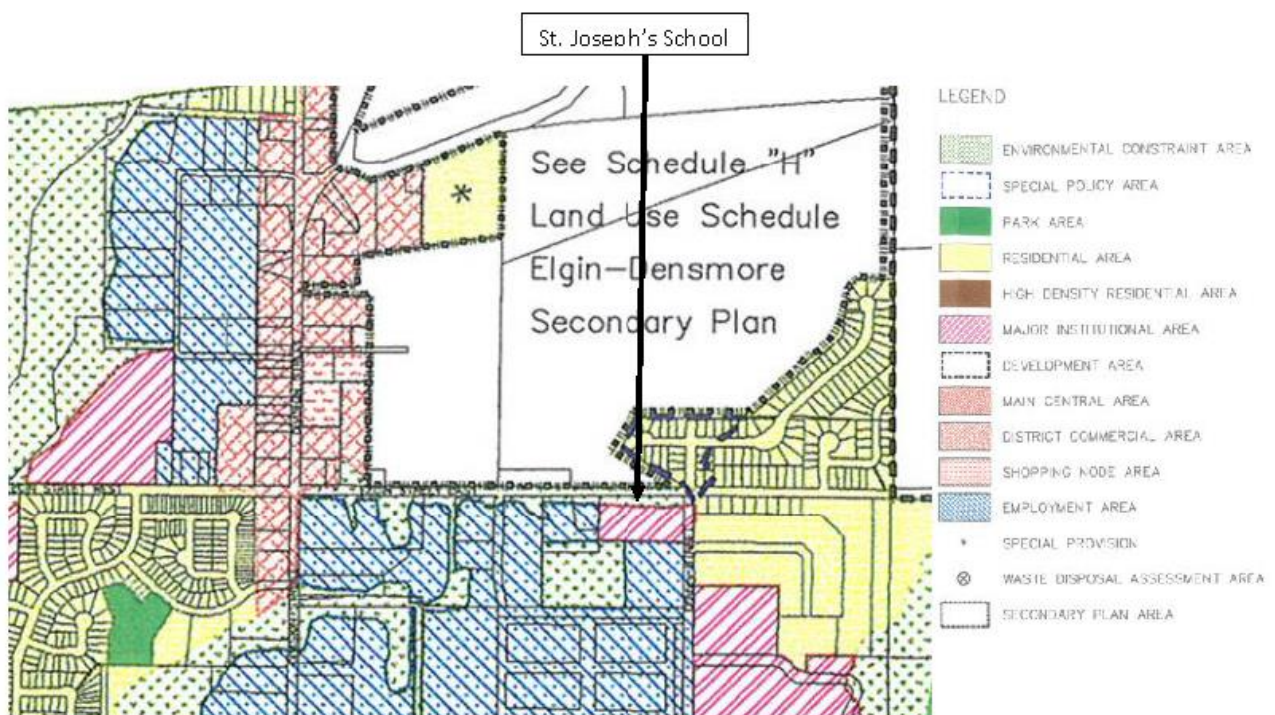 St. Joseph's School
See Schedule "H"
Land Use Schedule
Elgin-Densmore
Secondary Plan
LEGEND
ENVIRONMENTAL CONSTRAINT AREA
SPECIAL POLICY AREA
PARK AREA
RESIDENTIAL AREA
HIGH DENSITY RESIDENTIAL AREA
MAJOR INSTITUTIONAL AREA
DEVELOPMENT AREA
MAIN CENTRAL AREA
DISTRICT COMMERCIAL AREA
SHOPPING NODE AREA
EMPLOYMENT AREA
SPECIAL PROVISION
WASTE DISPOSAL ASSESSMENT AREA
SECONDARY PLAN AREA